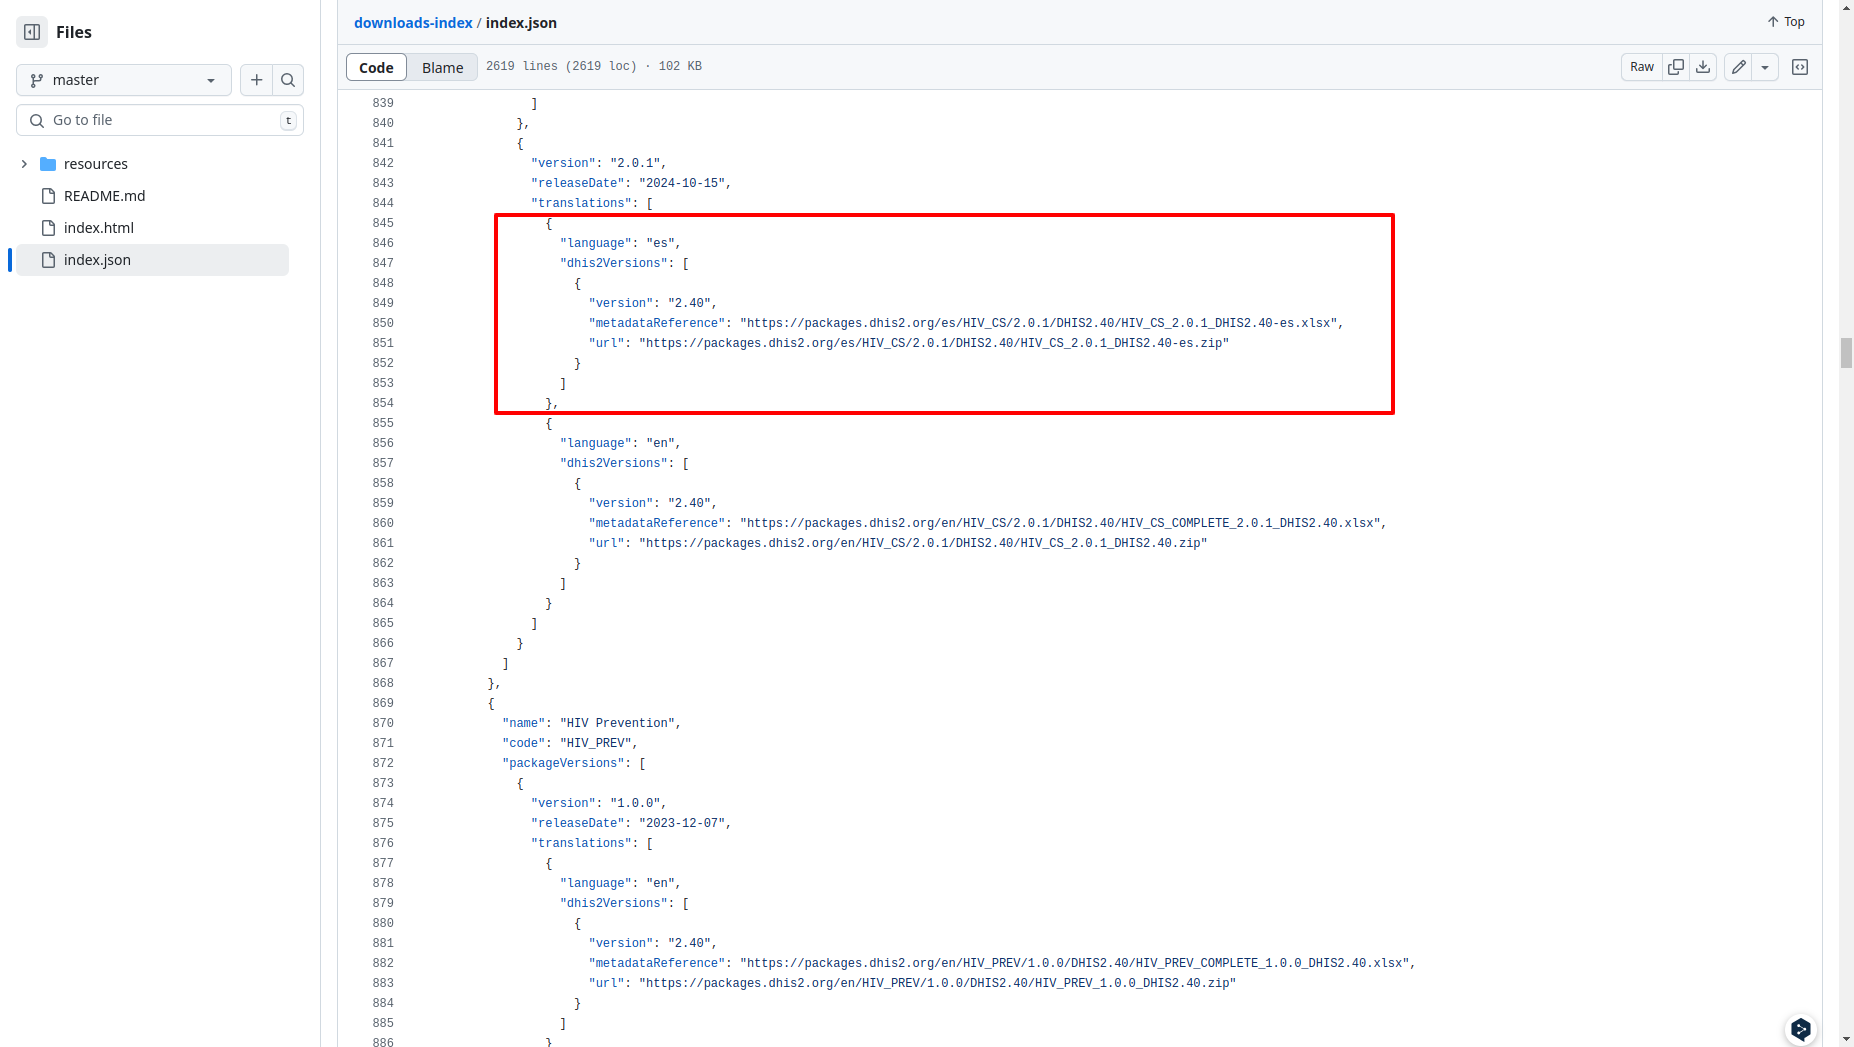 Files
master
Go to file
t
resources
README.md
index.html
index.json
downloads-index / index.json
Top
Code
Blame
2619 lines (2619 loc) · 102 KB
Raw
839 ]
840 },
841 {
842 "version": "2.0.1",
843 "releaseDate": "2024-10-15",
844 "translations": [
845 {
846 "language": "es",
847 "dhis2Versions": [
848 {
849 "version": "2.40",
850 "metadataReference": "https://packages.dhis2.org/es/HIV_CS/2.0.1/DHIS2.40/HIV_CS_2.0.1_DHIS2.40-es.xlsx",
851 "url": "https://packages.dhis2.org/es/HIV_CS/2.0.1/DHIS2.40/HIV_CS_2.0.1_DHIS2.40-es.zip"
852 }
853 ]
854 },
855 {
856 "language": "en",
857 "dhis2Versions": [
858 {
859 "version": "2.40",
860 "metadataReference": "https://packages.dhis2.org/en/HIV_CS/2.0.1/DHIS2.40/HIV_CS_COMPLETE_2.0.1_DHIS2.40.xlsx",
861 "url": "https://packages.dhis2.org/en/HIV_CS/2.0.1/DHIS2.40/HIV_CS_2.0.1_DHIS2.40.zip"
862 }
863 ]
864 }
865 ]
866 }
867 ]
868 },
869 {
870 "name": "HIV Prevention",
871 "code": "HIV_PREV",
872 "packageVersions": [
873 {
874 "version": "1.0.0",
875 "releaseDate": "2023-12-07",
876 "translations": [
877 {
878 "language": "en",
879 "dhis2Versions": [
880 {
881 "version": "2.40",
882 "metadataReference": "https://packages.dhis2.org/en/HIV_PREV/1.0.0/DHIS2.40/HIV_PREV_COMPLETE_1.0.0_DHIS2.40.xlsx",
883 "url": "https://packages.dhis2.org/en/HIV_PREV/1.0.0/DHIS2.40/HIV_PREV_1.0.0_DHIS2.40.zip"
884 }
885 ]
886 }